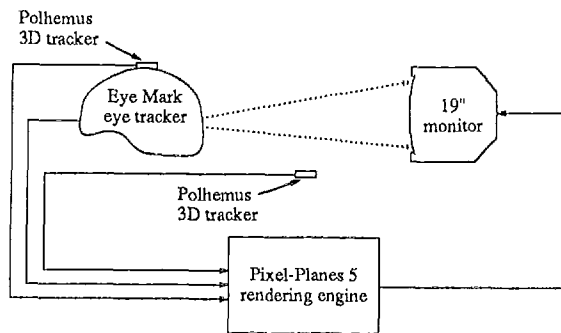 Polhemus
3D tracker
Eye Mark
eye tracker
19"
monitor
Polhemus
3D tracker
Pixel-Planes 5
rendering engine